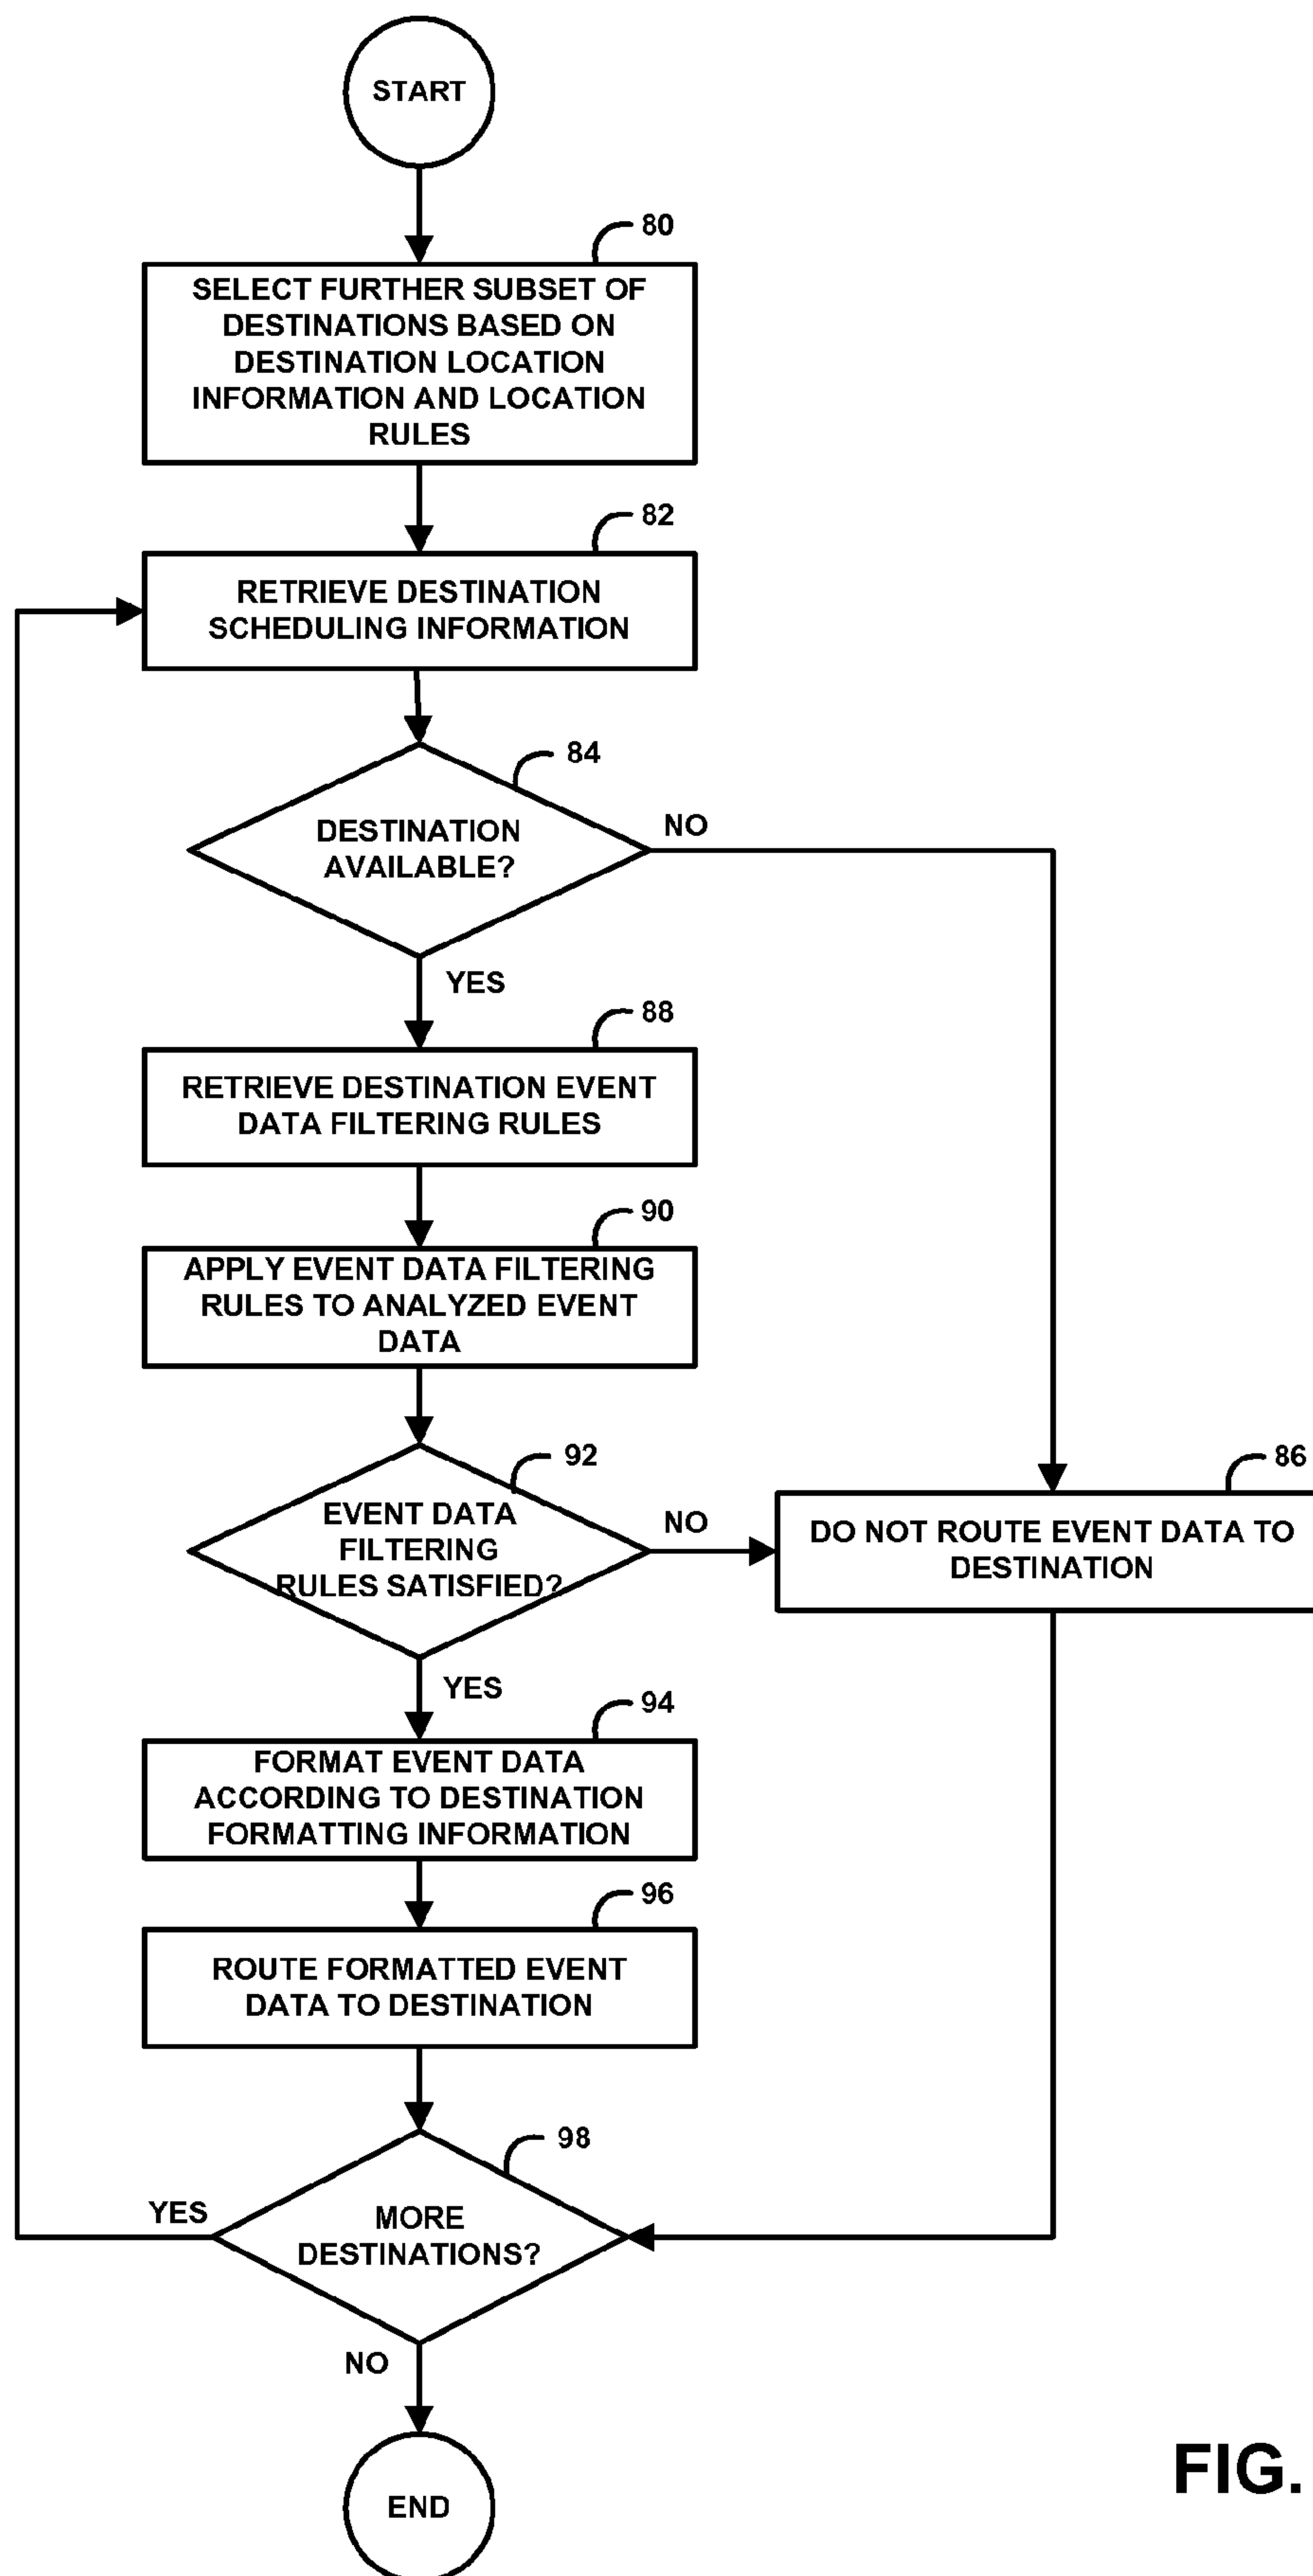 START
80
SELECT FURTHER SUBSET OF
DESTINATIONS BASED ON
DESTINATION LOCATION
INFORMATION AND LOCATION
RULES
82
RETRIEVE DESTINATION
SCHEDULING INFORMATION
84
DESTINATION
AVAILABLE?
NO
YES
88
RETRIEVE DESTINATION EVENT
DATA FILTERING RULES
90
APPLY EVENT DATA FILTERING
RULES TO ANALYZED EVENT
DATA
92
EVENT DATA
FILTERING
RULES SATISFIED?
NO
86
DO NOT ROUTE EVENT DATA TO
DESTINATION
YES
94
FORMAT EVENT DATA
ACCORDING TO DESTINATION
FORMATTING INFORMATION
96
ROUTE FORMATTED EVENT
DATA TO DESTINATION
98
MORE
DESTINATIONS?
YES
NO
END
FIG.